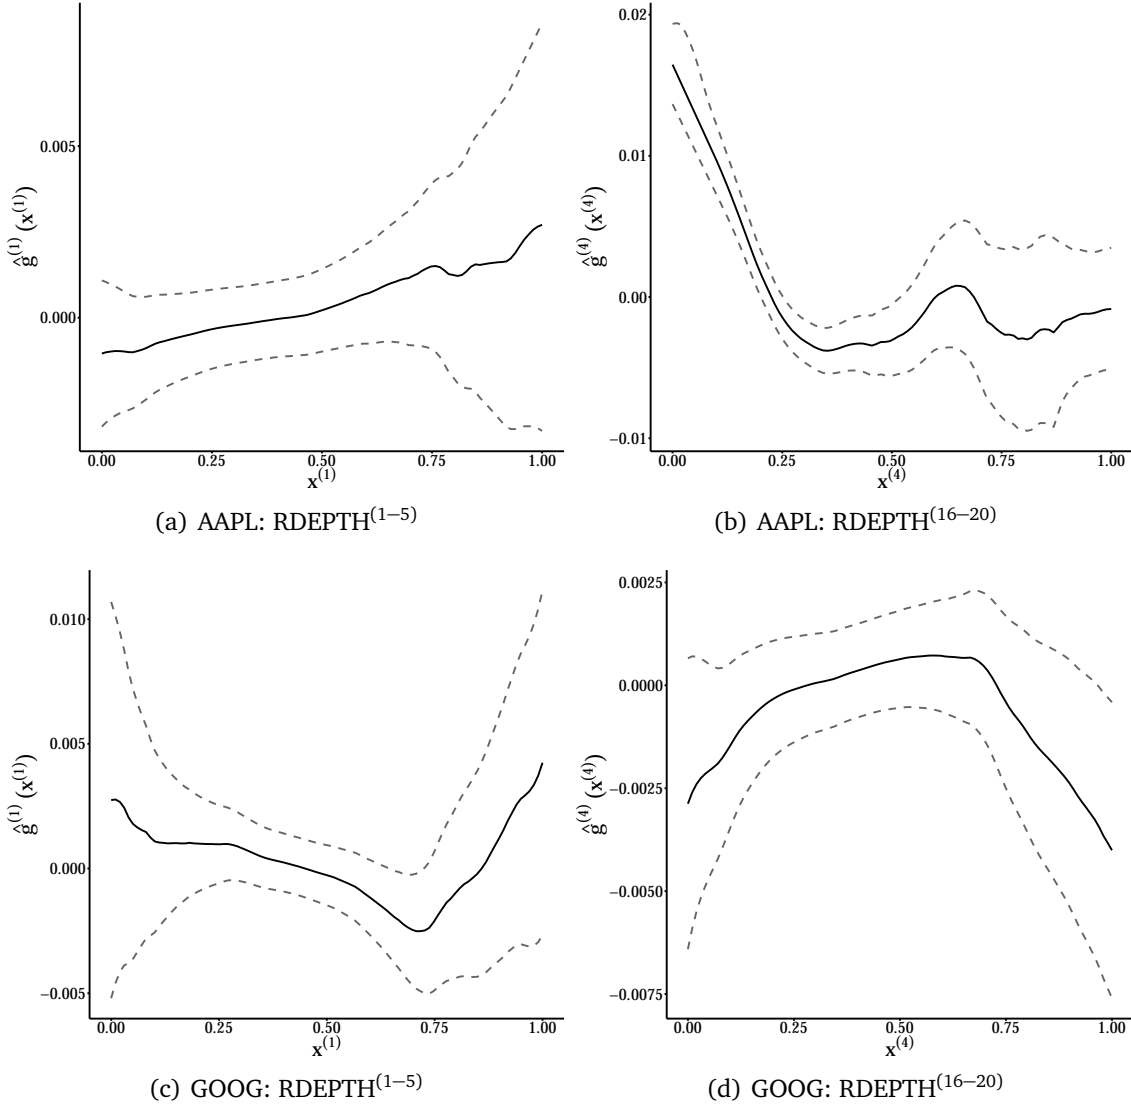 0.005
0.000
ĝ(1) (x(1))
0.00 0.25 0.50 0.75 1.00
x(1)
(a) AAPL: RDEPTH(1−5)
0.02
0.01
0.00
−0.01
ĝ(4) (x(4))
0.00 0.25 0.50 0.75 1.00
x(4)
(b) AAPL: RDEPTH(16−20)
0.010
0.005
0.000
−0.005
ĝ(1) (x(1))
0.00 0.25 0.50 0.75 1.00
x(1)
(c) GOOG: RDEPTH(1−5)
0.0025
0.0000
−0.0025
−0.0050
−0.0075
ĝ(4) (x(4))
0.00 0.25 0.50 0.75 1.00
x(4)
(d) GOOG: RDEPTH(16−20)